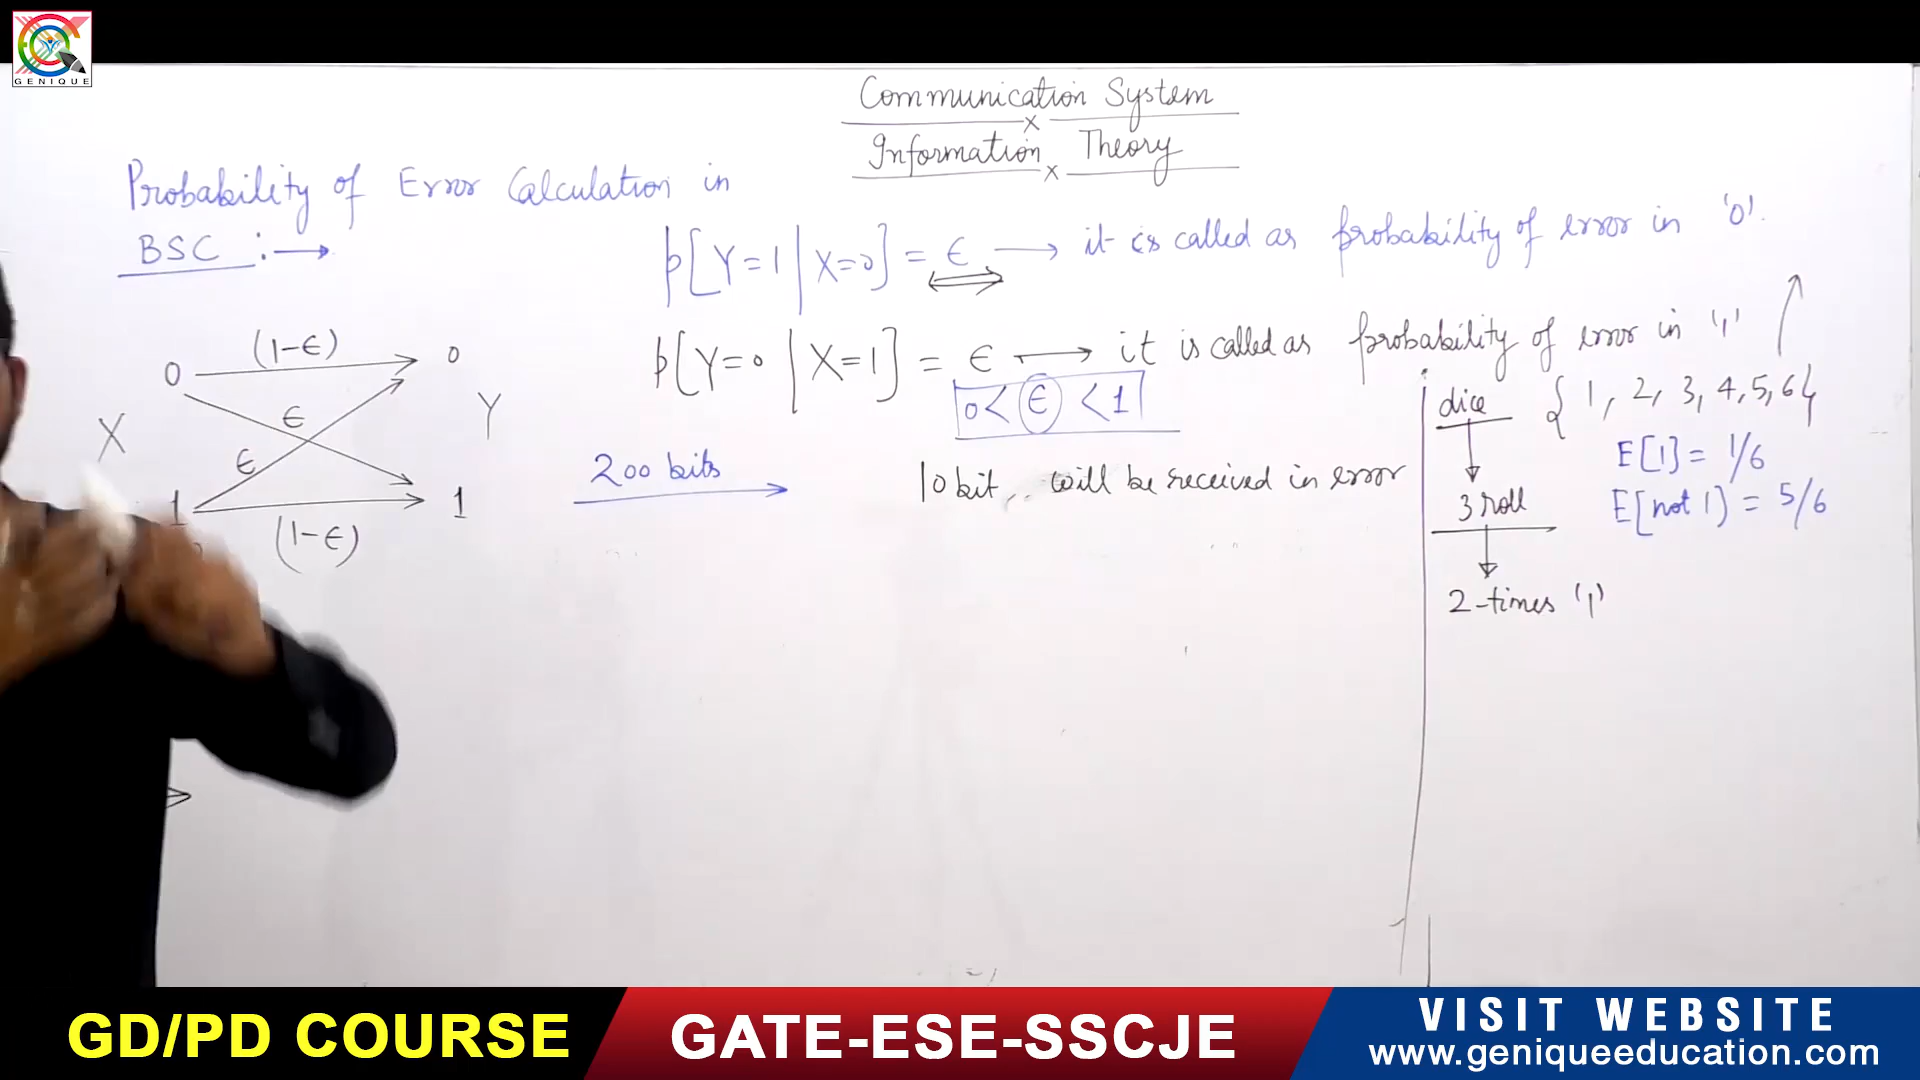 GENIQUE
Communication System
Information Theory
Probability of Error Calculation in
BSC :→
p[Y=1 | X=0] = ϵ → it is called as probability of error in '0'.
p[Y=0 | X=1] = ϵ → it is called as probability of error in '1'
0< ϵ <1
(1-ϵ)
0
0
X
ϵ
Y
ϵ
1
1
(1-ϵ)
200 bits
10 bit will be received in error
dice { 1, 2, 3, 4, 5, 6 }
E[1] = 1/6
3 roll
E[not 1] = 5/6
2-times '1'
GD/PD COURSE
GATE-ESE-SSCJE
VISIT WEBSITE
www.geniqueeducation.com